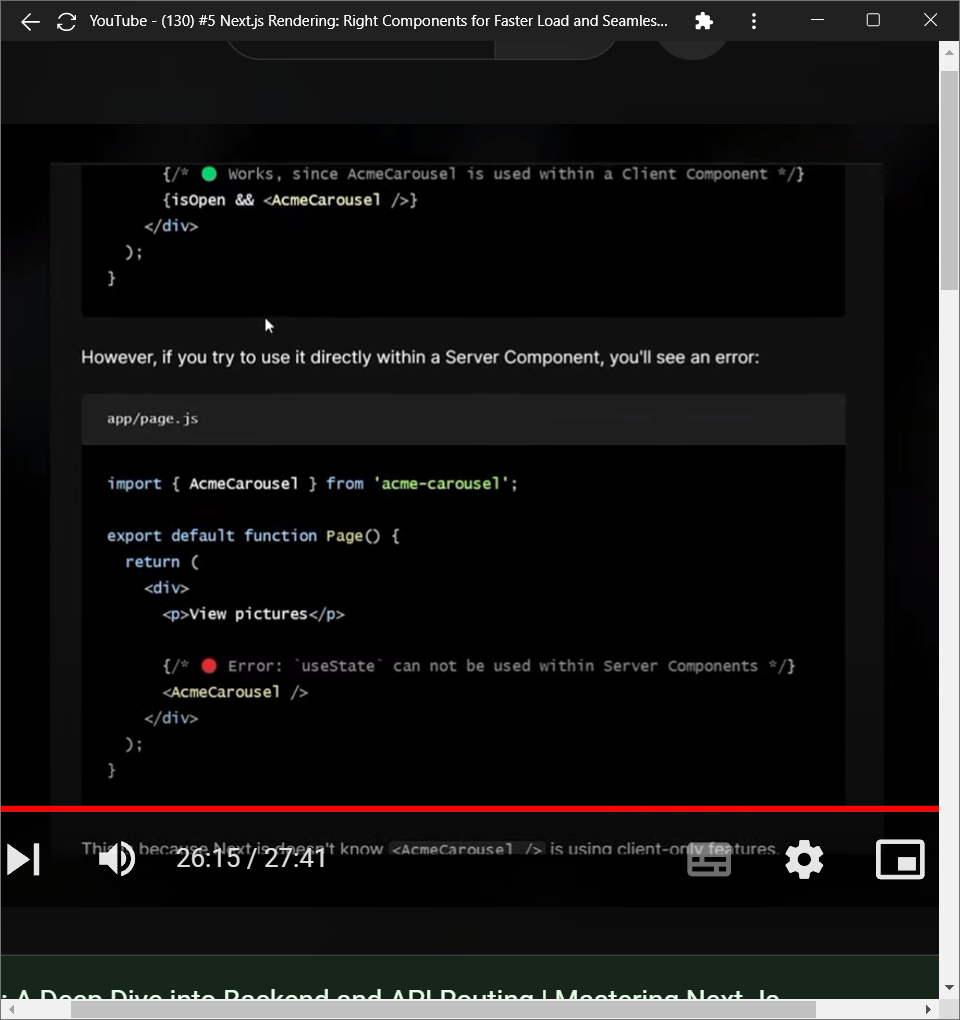 YouTube - (130) #5 Next.js Rendering: Right Components for Faster Load and Seamles...
{/* 🟢 Works, since AcmeCarousel is used within a Client Component */}
{isOpen && <AcmeCarousel />}
</div>
);
}
However, if you try to use it directly within a Server Component, you'll see an error:
app/page.js
import { AcmeCarousel } from 'acme-carousel';
export default function Page() {
return (
<div>
<p>View pictures</p>
{/* 🔴 Error: `useState` can not be used within Server Components */}
<AcmeCarousel />
</div>
);
}
This is because Next.js doesn't know <AcmeCarousel /> is using client-only features.
26:15 / 27:41
: A Deep Dive into Backend and API Routing | Mastering Next.Js